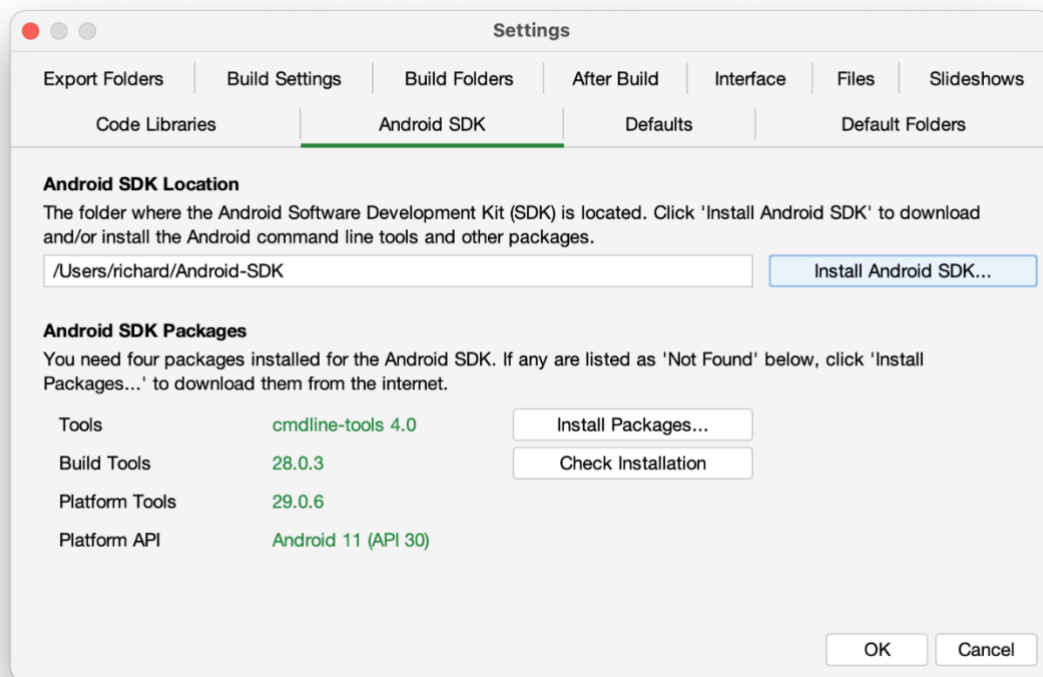 Settings
Export Folders Build Settings Build Folders After Build Interface Files Slideshows
Code Libraries Android SDK Defaults Default Folders
Android SDK Location
The folder where the Android Software Development Kit (SDK) is located. Click 'Install Android SDK' to download
and/or install the Android command line tools and other packages.
/Users/richard/Android-SDK Install Android SDK...
Android SDK Packages
You need four packages installed for the Android SDK. If any are listed as 'Not Found' below, click 'Install
Packages...' to download them from the internet.
Tools cmdline-tools 4.0 Install Packages...
Build Tools 28.0.3 Check Installation
Platform Tools 29.0.6
Platform API Android 11 (API 30)
OK Cancel